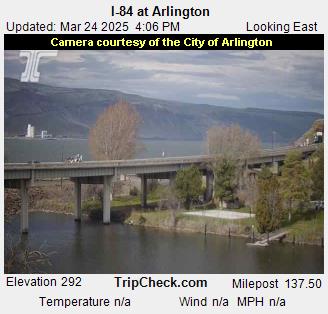 I-84 at Arlington
Updated: Mar 24 2025 4:06 PM Looking East
Camera courtesy of the City of Arlington
Elevation 292 TripCheck.com Milepost 137.50
Temperature n/a Wind n/a MPH n/a